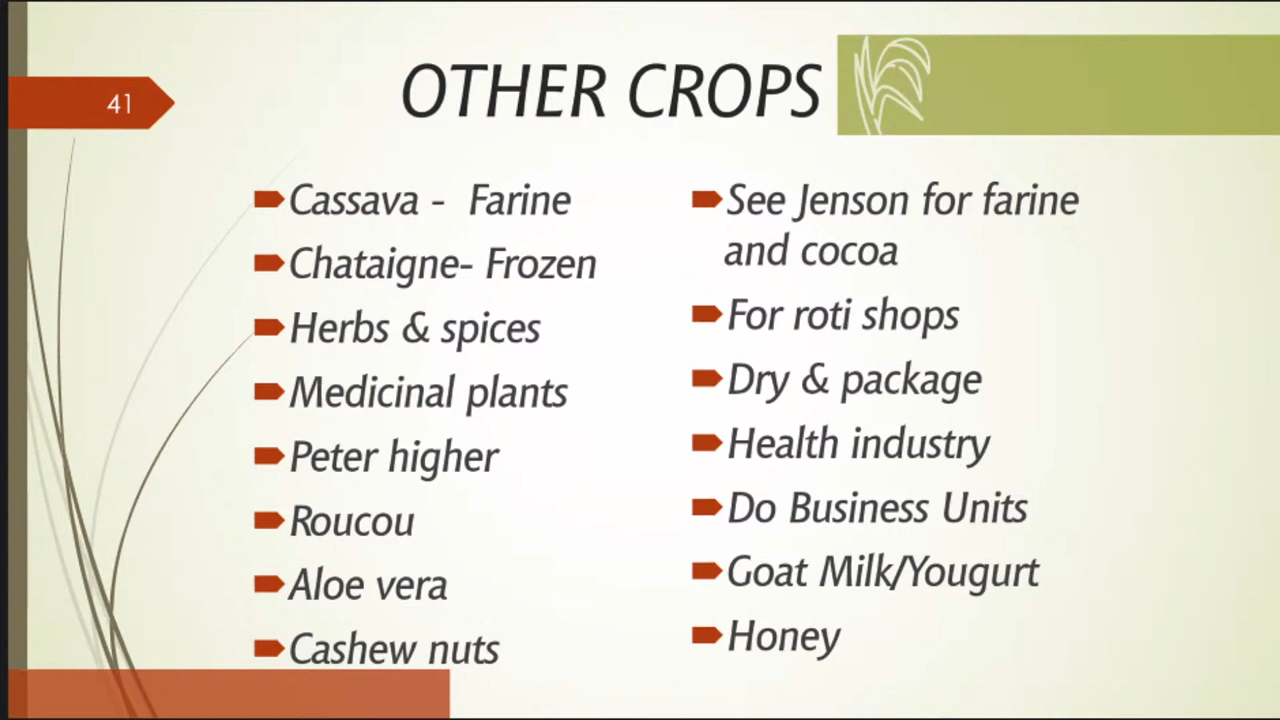 41
OTHER CROPS
Cassava - Farine
Chataigne- Frozen
Herbs & spices
Medicinal plants
Peter higher
Roucou
Aloe vera
Cashew nuts
See Jenson for farine
and cocoa
For roti shops
Dry & package
Health industry
Do Business Units
Goat Milk/Yougurt
Honey